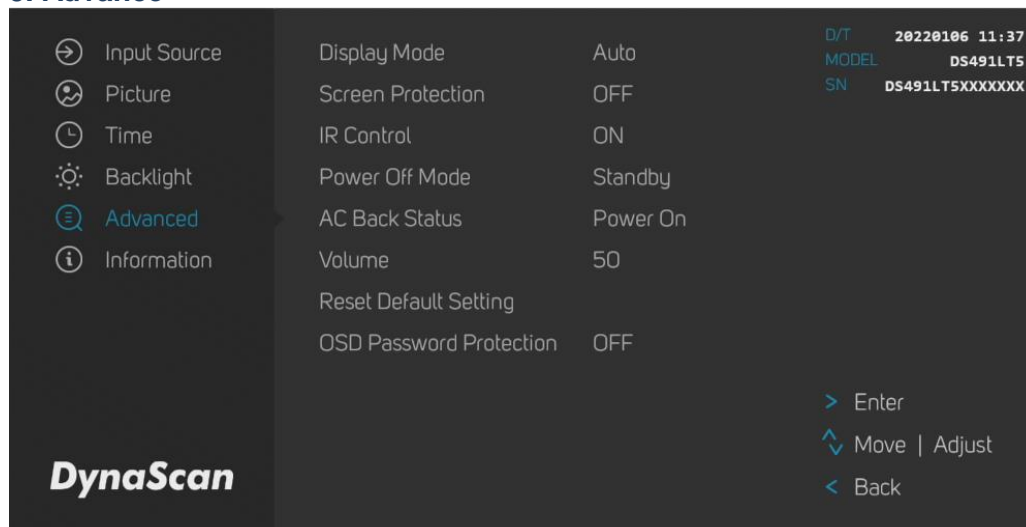 Input Source
Picture
Time
Backlight
Advanced
Information
DynaScan
Display Mode Auto
Screen Protection OFF
IR Control ON
Power Off Mode Standby
AC Back Status Power On
Volume 50
Reset Default Setting
OSD Password Protection OFF
D/T 20220106 11:37
MODEL DS491LT5
SN DS491LT5XXXXXXX
> Enter
Move | Adjust
< Back